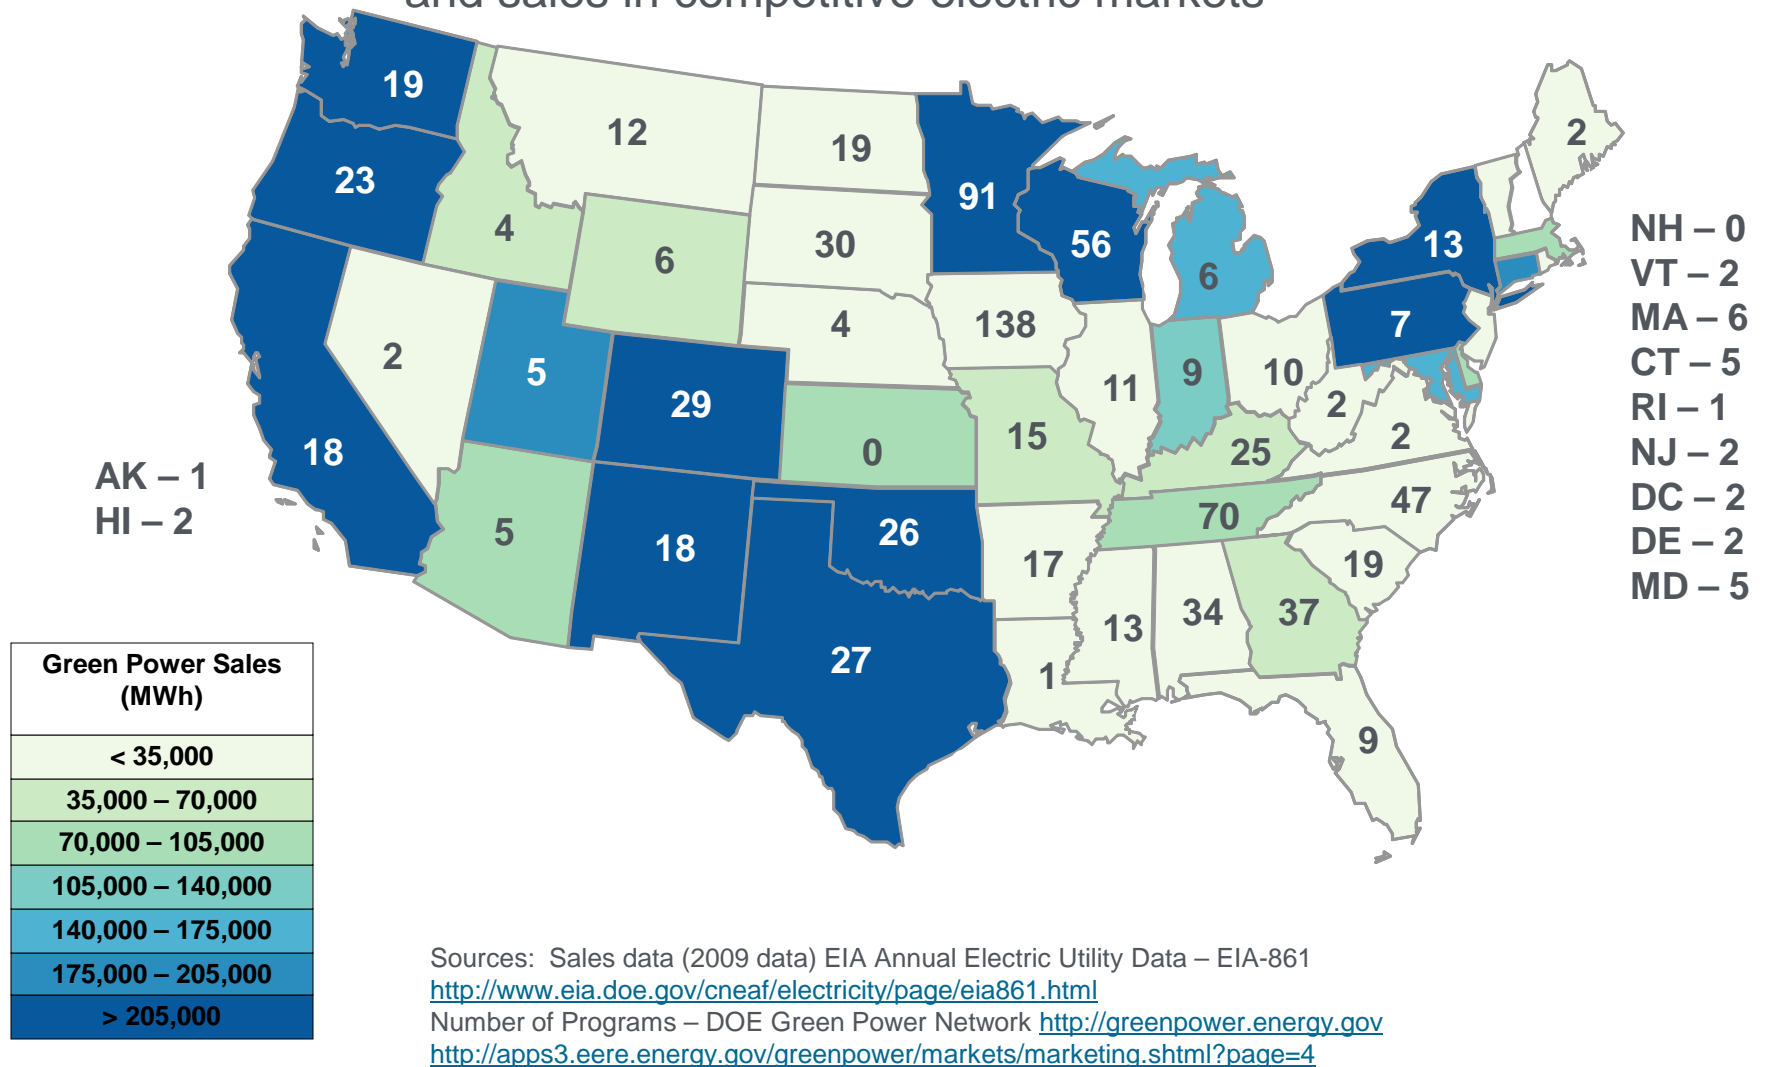 and sales in competitive electric markets
19
12
19
2
23
91
4
30
56
13
6
6
138
4
7
2
5
11
9
10
29
2
18
0
15
25
2
5
70
47
18
26
17
19
13
34
37
27
1
9
NH – 0
VT – 2
MA – 6
CT – 5
RI – 1
NJ – 2
DC – 2
DE – 2
MD – 5
AK – 1
HI – 2
Green Power Sales
(MWh)
< 35,000
35,000 – 70,000
70,000 – 105,000
105,000 – 140,000
140,000 – 175,000
175,000 – 205,000
> 205,000
Sources: Sales data (2009 data) EIA Annual Electric Utility Data – EIA-861
http://www.eia.doe.gov/cneaf/electricity/page/eia861.html
Number of Programs – DOE Green Power Network http://greenpower.energy.gov
http://apps3.eere.energy.gov/greenpower/markets/marketing.shtml?page=4